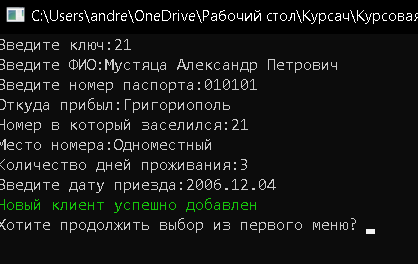 C:\Users\andre\OneDrive\Рабочий стол\Курсач\Курсовая
Введите ключ:21
Введите ФИО:Мустяца Александр Петрович
Введите номер паспорта:010101
Откуда прибыл:Григориополь
Номер в который заселился:21
Место номера:Одноместный
Количество дней проживания:3
Введите дату приезда:2006.12.04
Новый клиент успешно добавлен
Хотите продолжить выбор из первого меню?